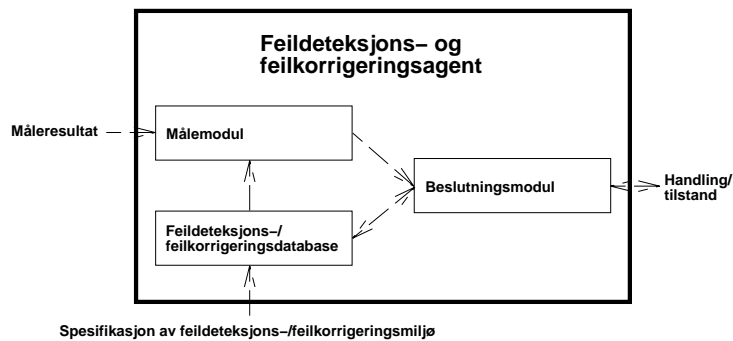 Feildeteksjons− og
feilkorrigeringsagent
Måleresultat
Målemodul
Beslutningsmodul
Handling/
tilstand
Feildeteksjons−/
feilkorrigeringsdatabase
Spesifikasjon av feildeteksjons−/feilkorrigeringsmiljø